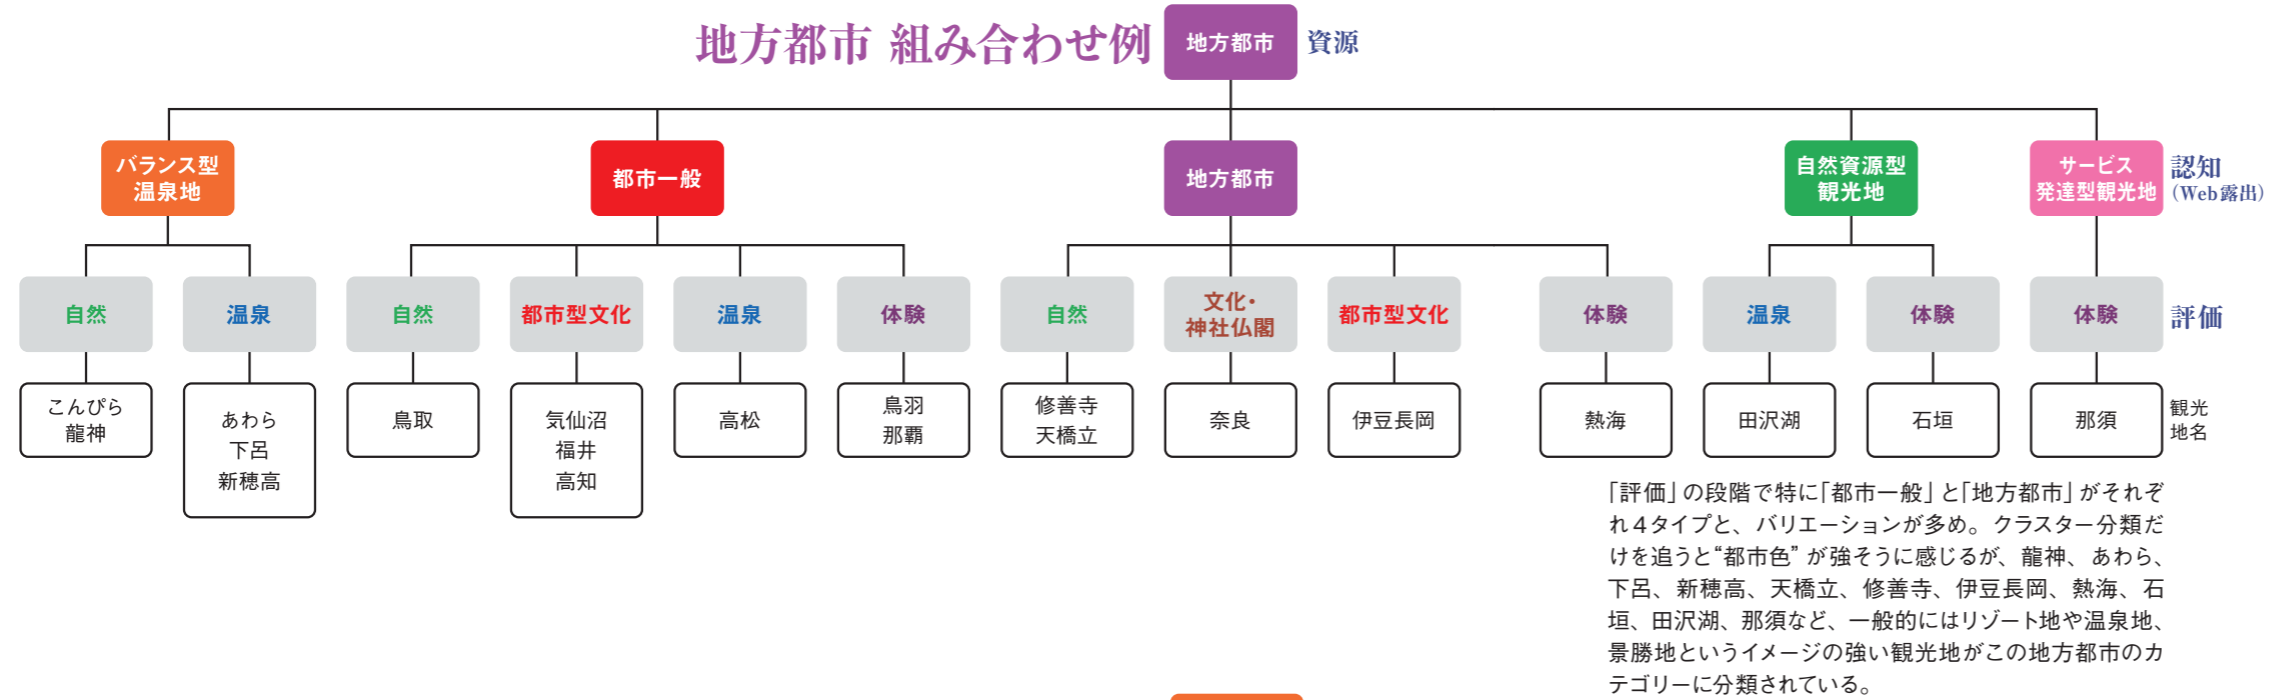 地方都市 組み合わせ例
地方都市
資源
バランス型
温泉地
都市一般
地方都市
自然資源型
観光地
サービス
発達型観光地
認知
（Web露出）
自然
温泉
自然
都市型文化
温泉
体験
自然
文化・
神社仏閣
都市型文化
体験
温泉
体験
体験
評価
こんぴら
龍神
あわら
下呂
新穂高
鳥取
気仙沼
福井
高知
高松
鳥羽
那覇
修善寺
天橋立
奈良
伊豆長岡
熱海
田沢湖
石垣
那須
観光
地名
「評価」の段階で特に「都市一般」と「地方都市」がそれぞ
れ4タイプと、バリエーションが多め。クラスター分類だ
けを追うと“都市色”が強そうに感じるが、龍神、あわら、
下呂、新穂高、天橋立、修善寺、伊豆長岡、熱海、石
垣、田沢湖、那須など、一般的にはリゾート地や温泉地、
景勝地というイメージの強い観光地がこの地方都市のカ
テゴリーに分類されている。